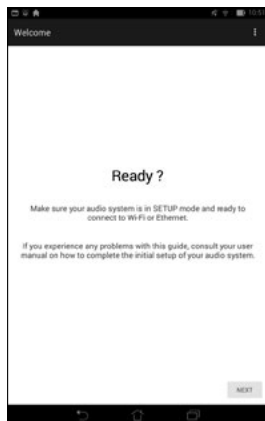 10:51
Welcome
Ready ?
Make sure your audio system is in SETUP mode and ready to
connect to Wi-Fi or Ethernet.
If you experience any problems with this guide, consult your user
manual on how to complete the initial setup of your audio system.
NEXT